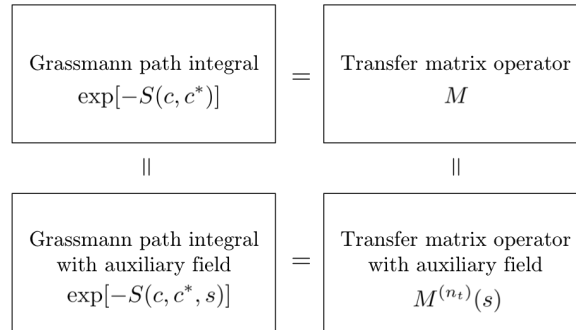 Grassmann path integral
exp[−S(c, c*)]
=
Transfer matrix operator
M
||
||
Grassmann path integral
with auxiliary field
exp[−S(c, c*, s)]
=
Transfer matrix operator
with auxiliary field
M^(n_t)(s)